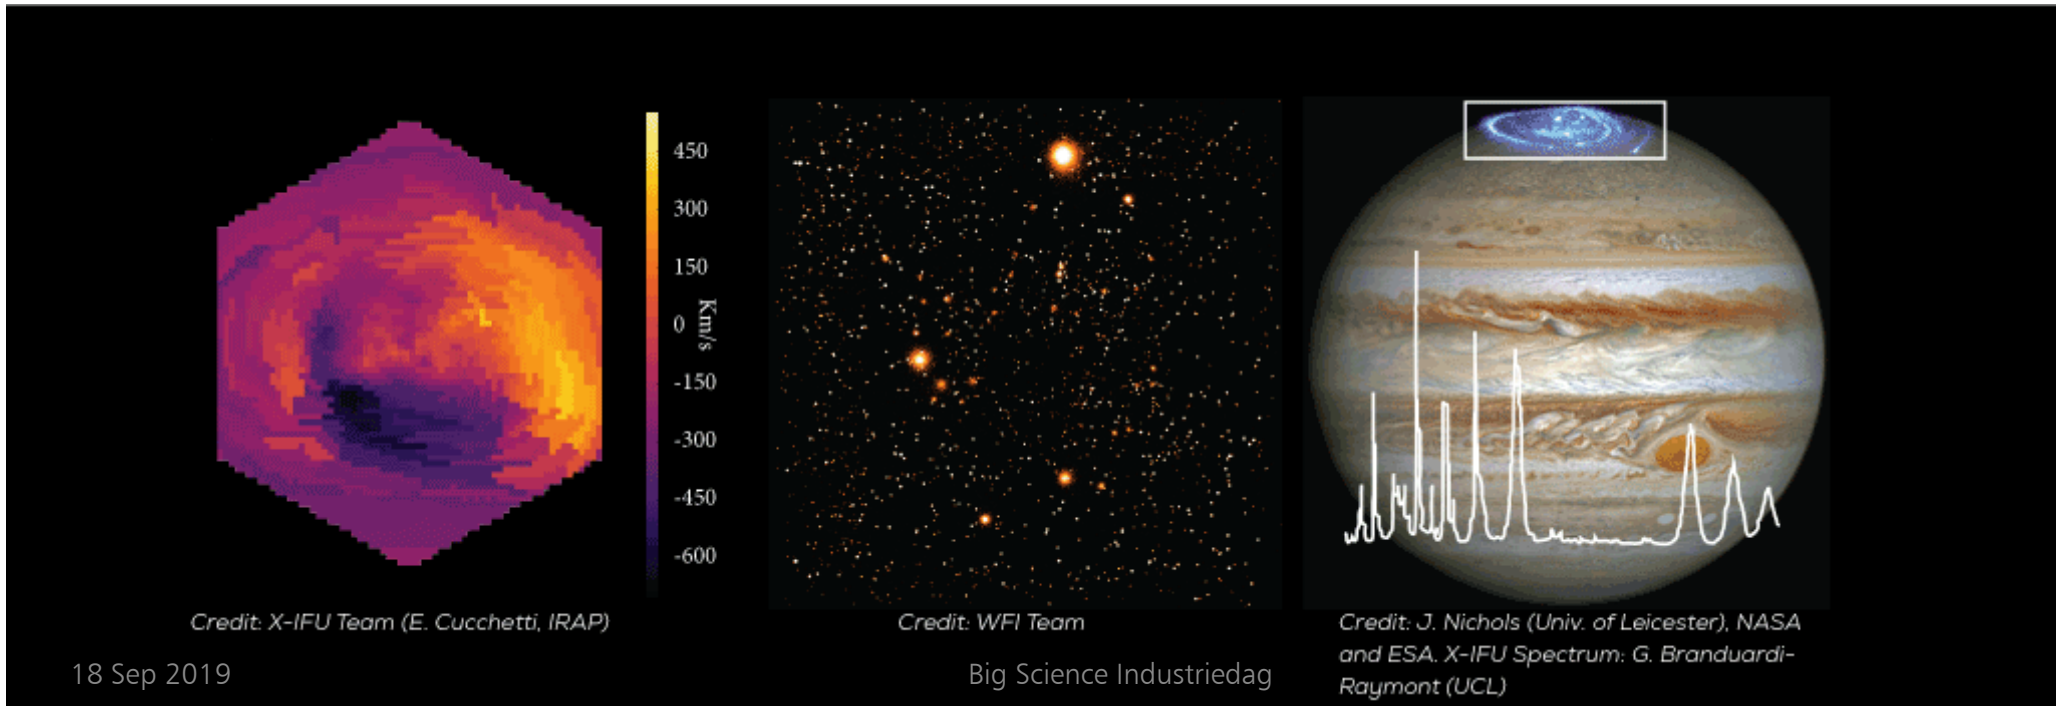 450
300
150
0
-150
-300
-450
-600
Km/s
Credit: X-IFU Team (E. Cucchetti, IRAP)
Credit: WFI Team
Credit: J. Nichols (Univ. of Leicester), NASA
and ESA. X-IFU Spectrum: G. Branduardi-
Raymont (UCL)
18 Sep 2019
Big Science Industriedag